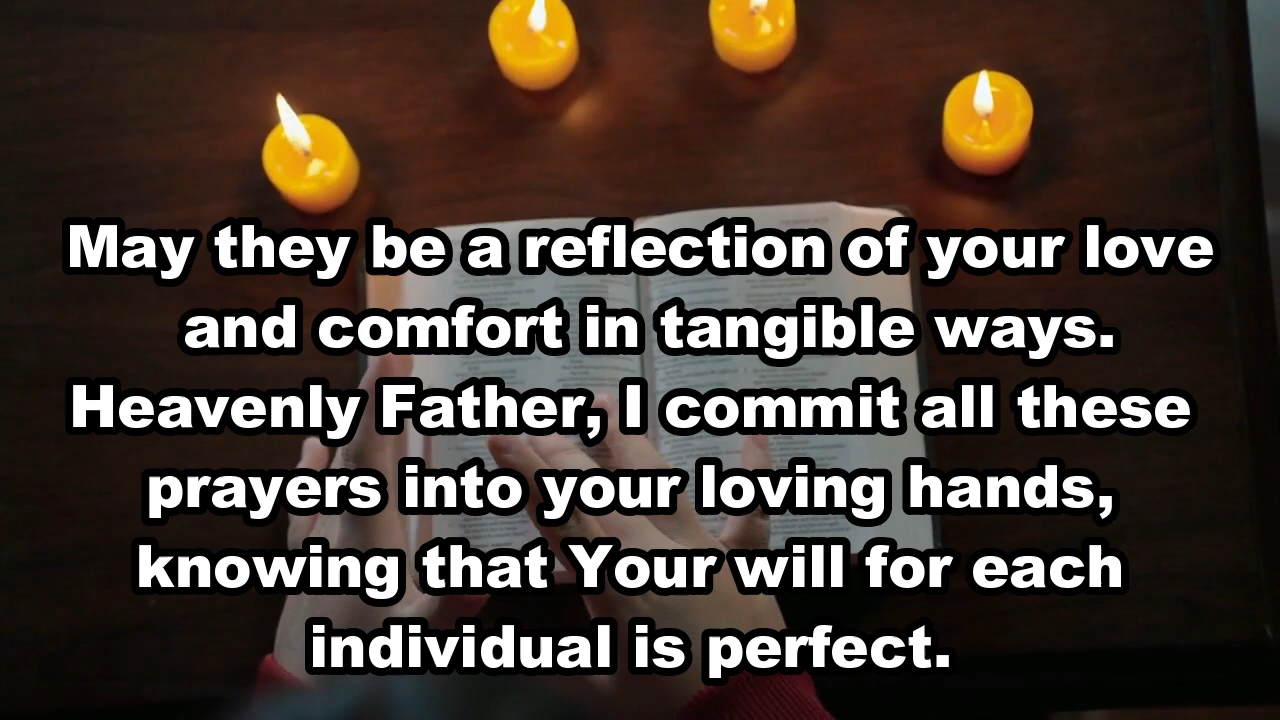 May they be a reflection of your love
and comfort in tangible ways.
Heavenly Father, I commit all these
prayers into your loving hands,
knowing that Your will for each
individual is perfect.